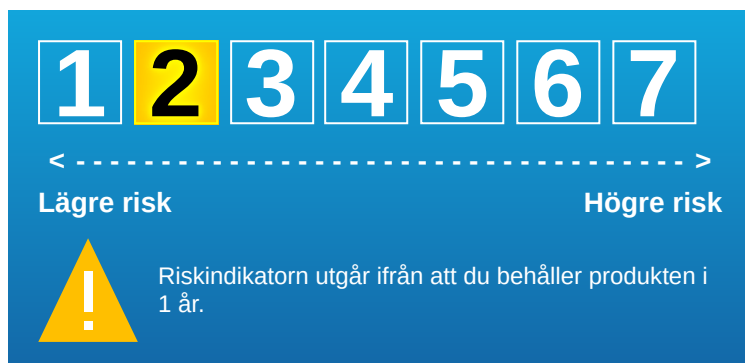 1 2 3 4 5 6 7
< - - - - - - - - - - - - - - - - - - - - - - - - - - - - - - - - - - - - >
Lägre risk Högre risk
!
Riskindikatorn utgår ifrån att du behåller produkten i
1 år.